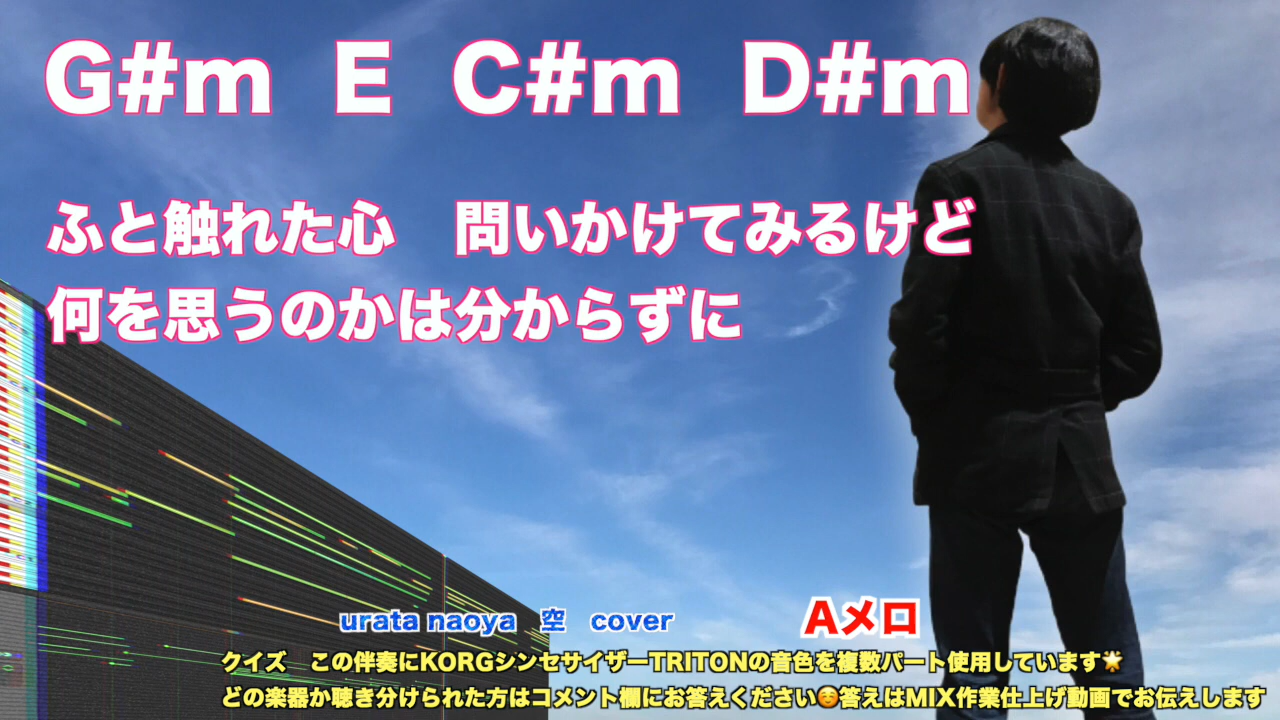 G#m E C#m D#m
ふと触れた心 問いかけてみるけど
何を思うのかは分からずに
urata naoya 空 cover
Aメロ
クイズ この伴奏にKORGシンセサイザーTRITONの音色を複数パート使用しています🌟
どの楽器か聴き分けられた方はコメント欄にお答えください☺️答えはMIX作業仕上げ動画でお伝えします